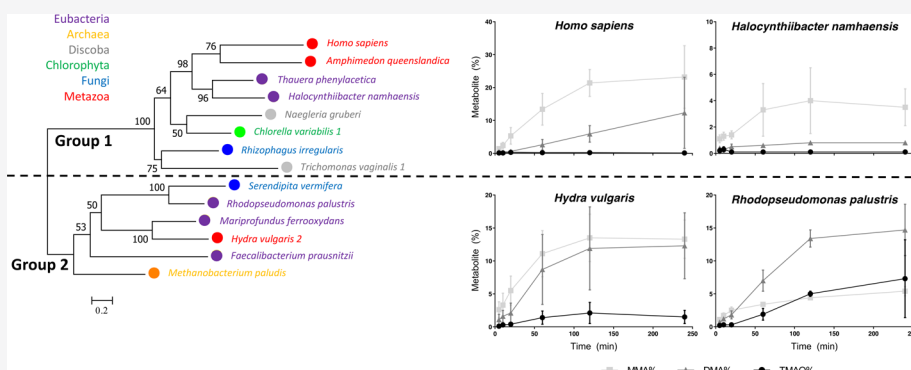 Eubacteria
Archaea
Discoba
Chlorophyta
Fungi
Metazoa
Group 1
Group 2
76
98
64
96
100
50
75
100
50
53
100
Homo sapiens
Amphimedon queenslandica
Thauera phenylacetica
Halocynthiibacter namhaensis
Naegleria gruberi
Chlorella variabilis 1
Rhizophagus irregularis
Trichomonas vaginalis 1
Serendipita vermifera
Rhodopseudomonas palustris
Mariprofundus ferrooxydans
Hydra vulgaris 2
Faecalibacterium prausnitzii
Methanobacterium paludis
0.2
Homo sapiens
Metabolite (%)
40
30
20
10
0
Halocynthiibacter namhaensis
10
8
6
4
2
0
Hydra vulgaris
Metabolite (%)
20
15
10
5
0
0 50 100 150 200 250
Time (min)
Rhodopseudomonas palustris
20
15
10
5
0
0 50 100 150 200
Time (min)